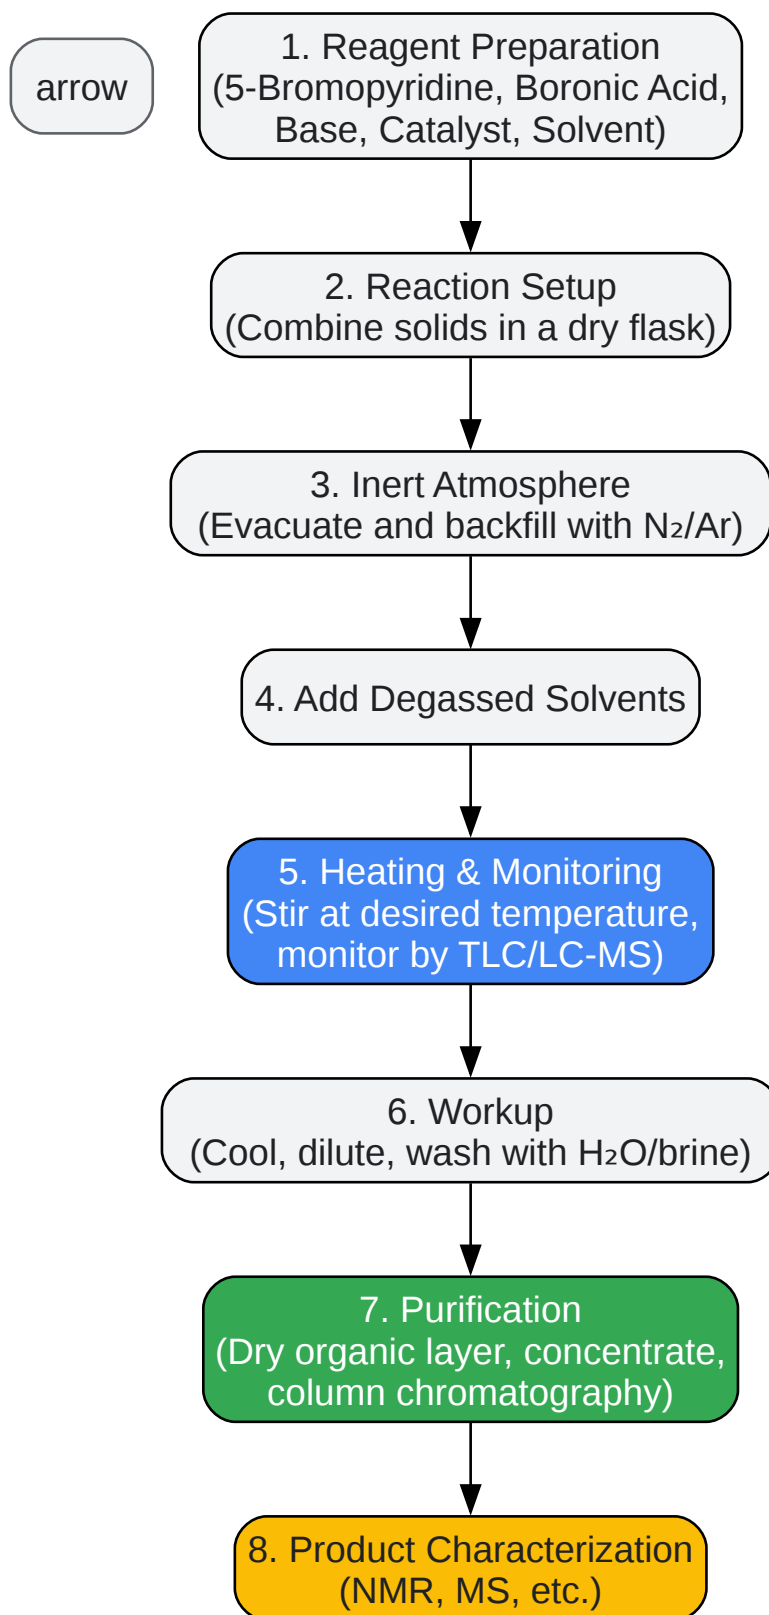 arrow
1. Reagent Preparation
(5-Bromopyridine, Boronic Acid,
Base, Catalyst, Solvent)
2. Reaction Setup
(Combine solids in a dry flask)
3. Inert Atmosphere
(Evacuate and backfill with N₂/Ar)
4. Add Degassed Solvents
5. Heating & Monitoring
(Stir at desired temperature,
monitor by TLC/LC-MS)
6. Workup
(Cool, dilute, wash with H₂O/brine)
7. Purification
(Dry organic layer, concentrate,
column chromatography)
8. Product Characterization
(NMR, MS, etc.)